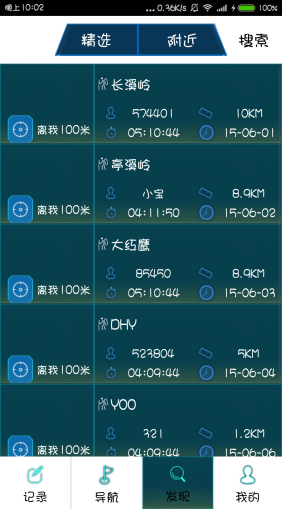 晚上10:02 ...0.36K/s 100%
精选 附近 搜索
长溪岭
574401 10KM
离我100米 05:10:44 15-06-01
亭溪岭
小宝 8.9KM
离我100米 04:11:50 15-06-02
大红鹰
85450 8.9KM
离我100米 05:10:44 15-06-03
DHY
523804 5KM
离我100米 04:09:44 15-06-04
YOO
321 1.2KM
离我100米 04:09:44 15-06-06
记录 导航 发现 我的